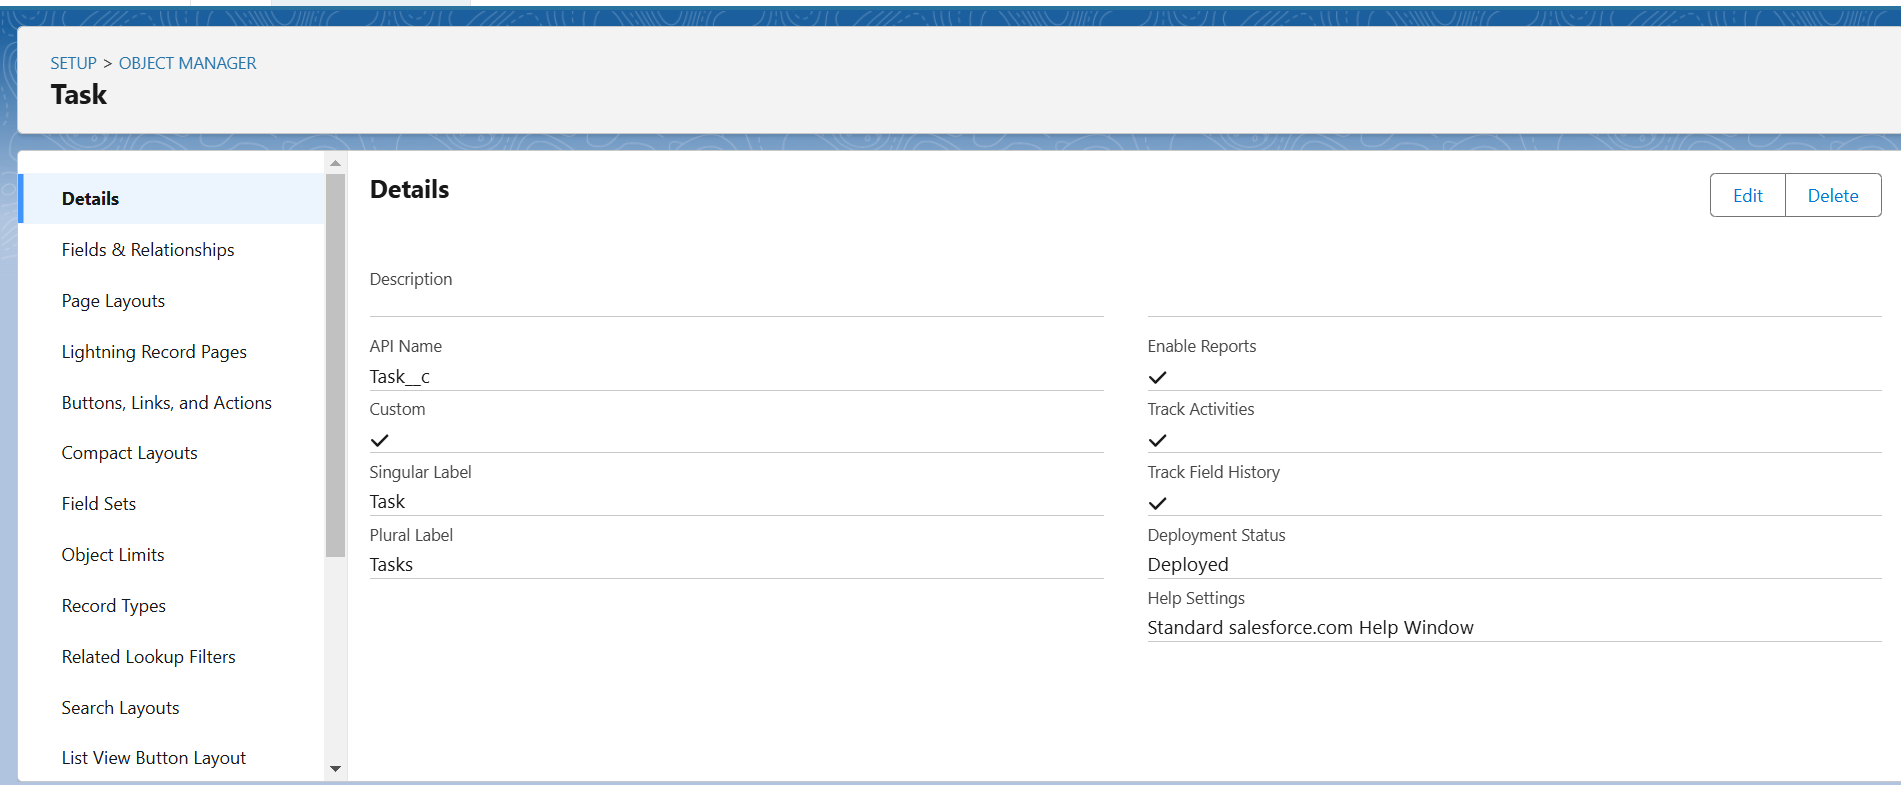 SETUP > OBJECT MANAGER
Task
Details
Fields & Relationships
Page Layouts
Lightning Record Pages
Buttons, Links, and Actions
Compact Layouts
Field Sets
Object Limits
Record Types
Related Lookup Filters
Search Layouts
List View Button Layout
Details
Edit
Delete
Description
API Name
Task__c
Custom
Singular Label
Task
Plural Label
Tasks
Enable Reports
Track Activities
Track Field History
Deployment Status
Deployed
Help Settings
Standard salesforce.com Help Window